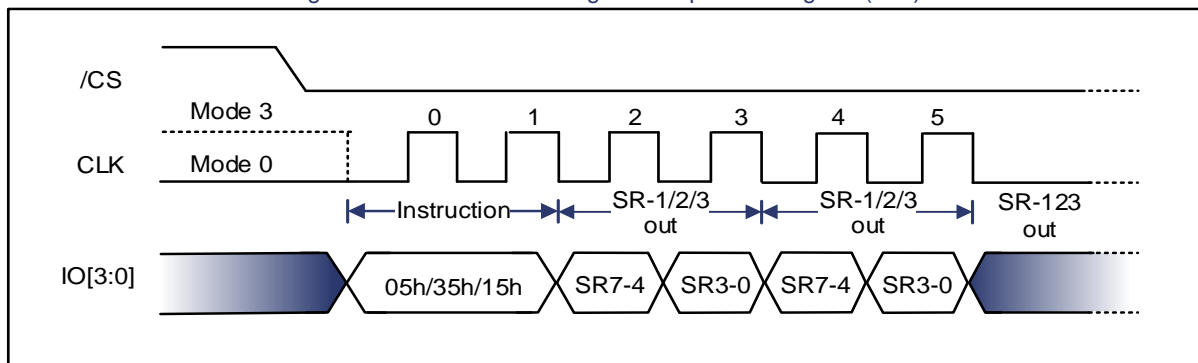 /CS
Mode 3
0 1 2 3 4 5
CLK
Mode 0
Instruction
SR-1/2/3
out
SR-1/2/3
out
SR-123
out
IO[3:0]
05h/35h/15h
SR7-4
SR3-0
SR7-4
SR3-0